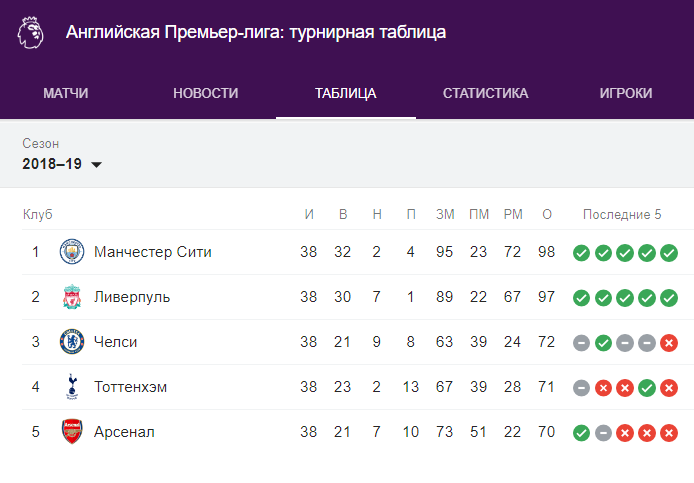 Английская Премьер-лига: турнирная таблица
МАТЧИ НОВОСТИ ТАБЛИЦА СТАТИСТИКА ИГРОКИ
Сезон
2018–19
Клуб И В Н П ЗМ ПМ РМ О Последние 5
1 Манчестер Сити 38 32 2 4 95 23 72 98
2 Ливерпуль 38 30 7 1 89 22 67 97
3 Челси 38 21 9 8 63 39 24 72
4 Тоттенхэм 38 23 2 13 67 39 28 71
5 Арсенал 38 21 7 10 73 51 22 70